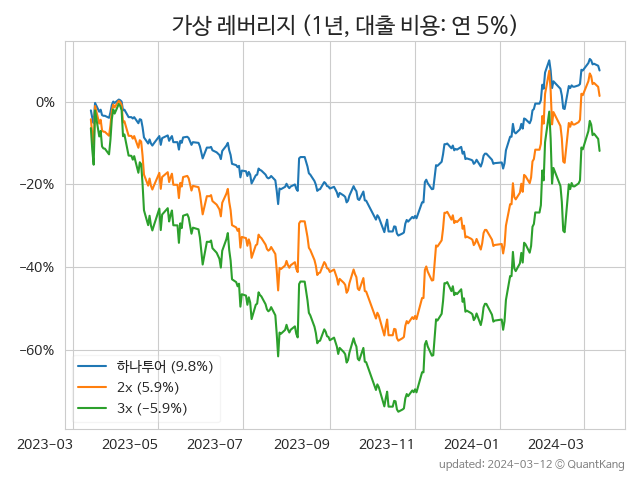 가상 레버리지 (1년, 대출 비용: 연 5%)
0%
−20%
−40%
−60%
하나투어 (9.8%)
2x (5.9%)
3x (−5.9%)
2023−03 2023−05 2023−07 2023−09 2023−11 2024−01 2024−03
updated: 2024−03−12 © QuantKang